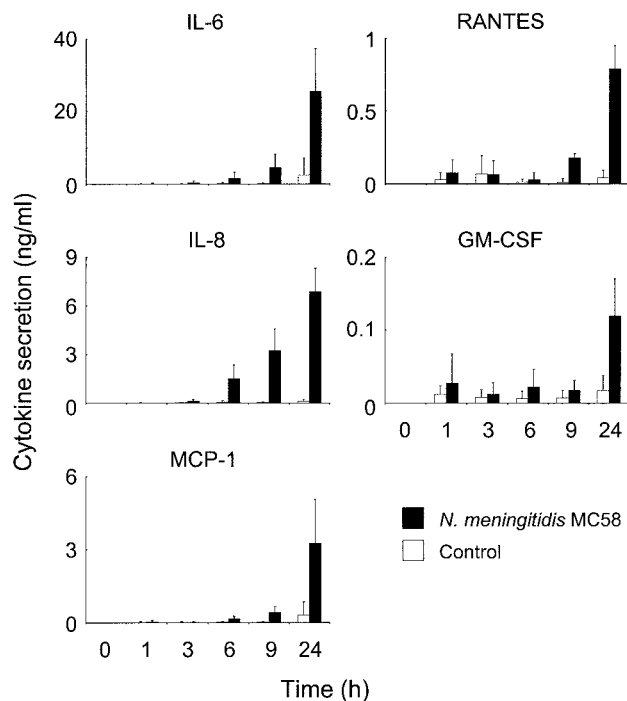 IL-6
40
20
0
RANTES
1
0.5
0
Cytokine secretion (ng/ml)
IL-8
9
6
3
0
GM-CSF
0.2
0.1
0
0 1 3 6 9 24
MCP-1
6
3
0
0 1 3 6 9 24
N. meningitidis MC58
Control
Time (h)